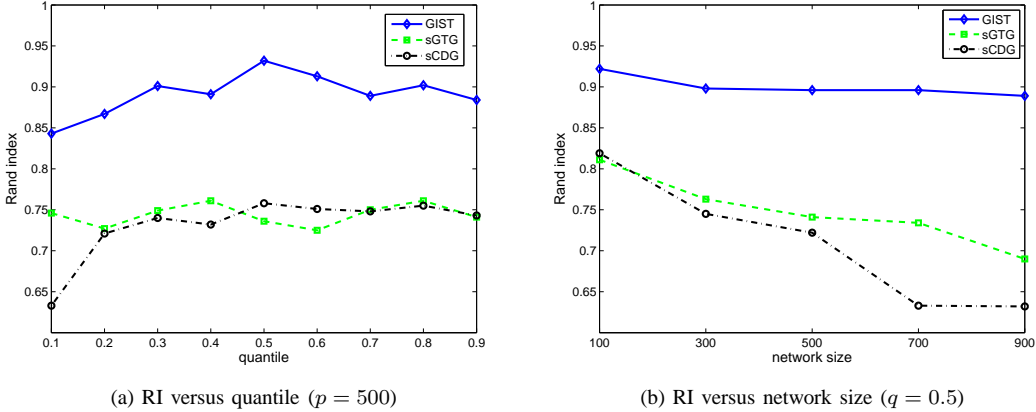 1
0.95
0.9
0.85
0.8
0.75
0.7
0.65
Rand index
0.1 0.2 0.3 0.4 0.5 0.6 0.7 0.8 0.9
quantile
GIST
sGTG
sCDG
(a) RI versus quantile (p = 500)
1
0.95
0.9
0.85
0.8
0.75
0.7
0.65
Rand index
100 300 500 700 900
network size
GIST
sGTG
sCDG
(b) RI versus network size (q = 0.5)